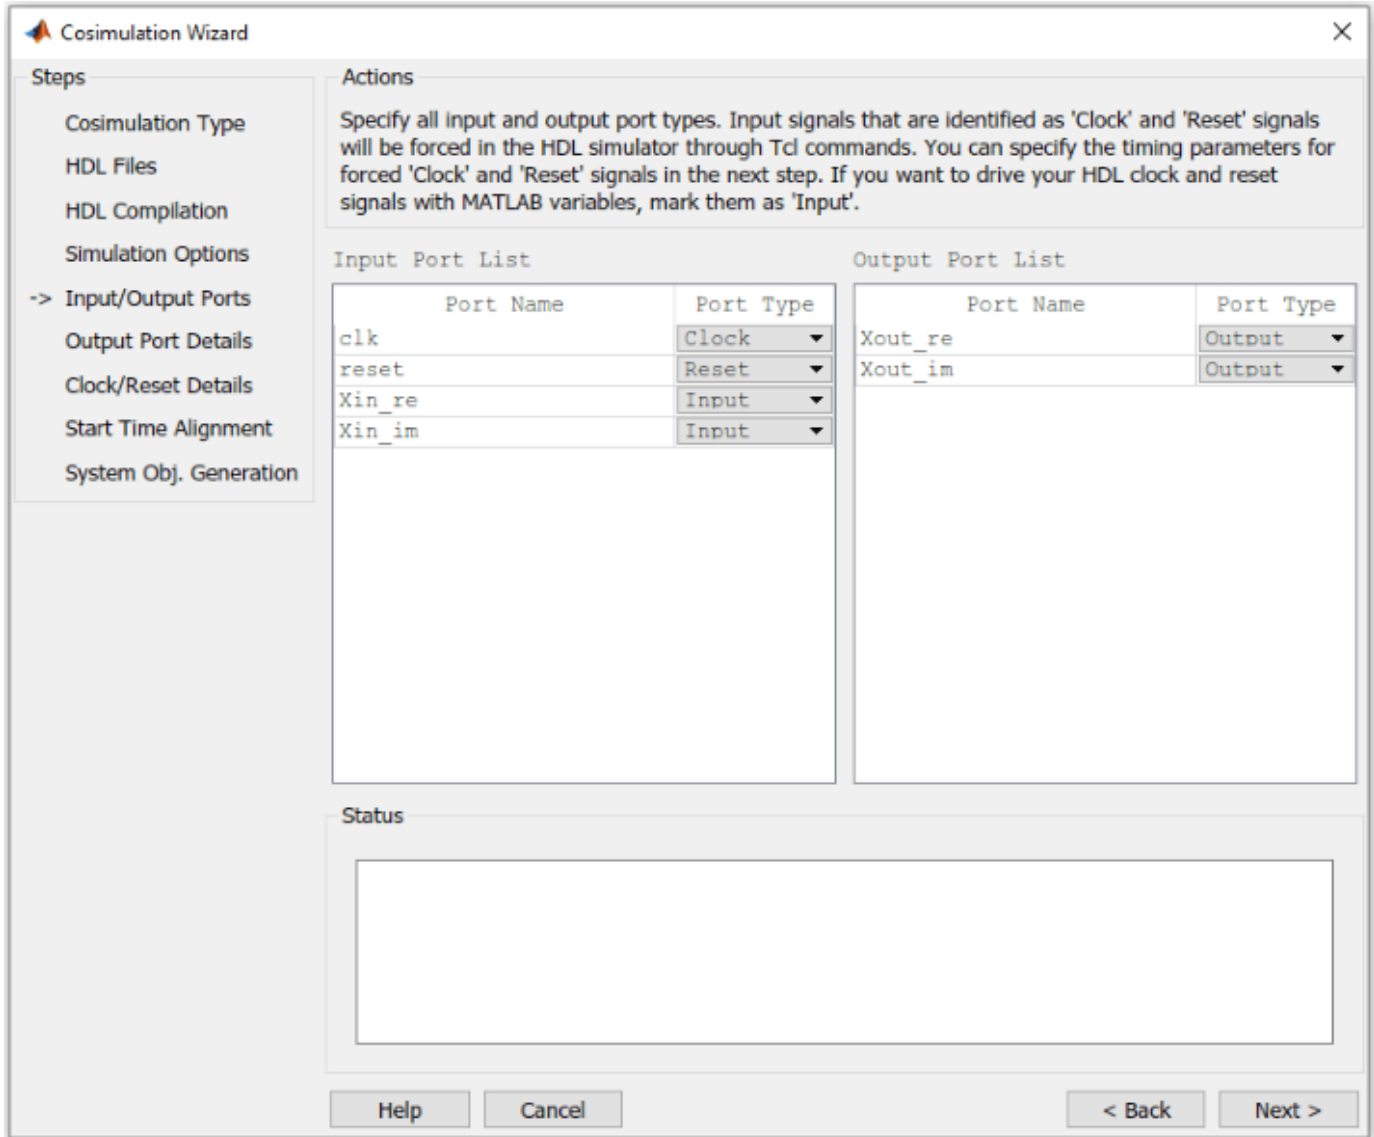 Cosimulation Wizard
Steps
Cosimulation Type
HDL Files
HDL Compilation
Simulation Options
-> Input/Output Ports
Output Port Details
Clock/Reset Details
Start Time Alignment
System Obj. Generation
Actions
Specify all input and output port types. Input signals that are identified as 'Clock' and 'Reset' signals
will be forced in the HDL simulator through Tcl commands. You can specify the timing parameters for
forced 'Clock' and 'Reset' signals in the next step. If you want to drive your HDL clock and reset
signals with MATLAB variables, mark them as 'Input'.
Input Port List
Port Name Port Type
clk Clock
reset Reset
Xin_re Input
Xin_im Input
Output Port List
Port Name Port Type
Xout_re Output
Xout_im Output
Status
Help Cancel < Back Next >